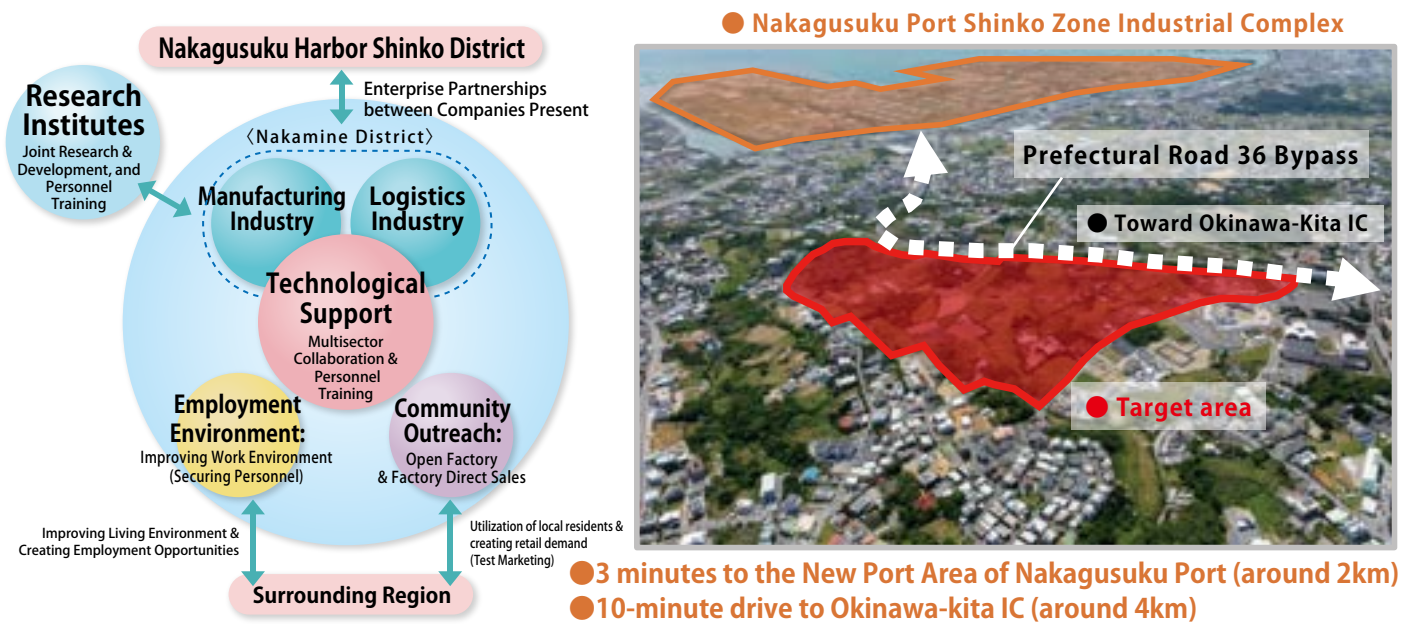 Nakagusuku Harbor Shinko District
Enterprise Partnerships
between Companies Present
Research
Institutes
Joint Research &
Development, and
Personnel
Training
〈Nakamine District〉
Manufacturing
Industry
Logistics
Industry
Technological
Support
Multisector
Collaboration &
Personnel
Training
Employment
Environment:
Improving Work Environment
(Securing Personnel)
Community
Outreach:
Open Factory
& Factory Direct Sales
Improving Living Environment &
Creating Employment Opportunities
Utilization of local residents &
creating retail demand
(Test Marketing)
Surrounding Region
● Nakagusuku Port Shinko Zone Industrial Complex
Prefectural Road 36 Bypass
● Toward Okinawa-Kita IC
● Target area
●3 minutes to the New Port Area of Nakagusuku Port (around 2km)
●10-minute drive to Okinawa-kita IC (around 4km)